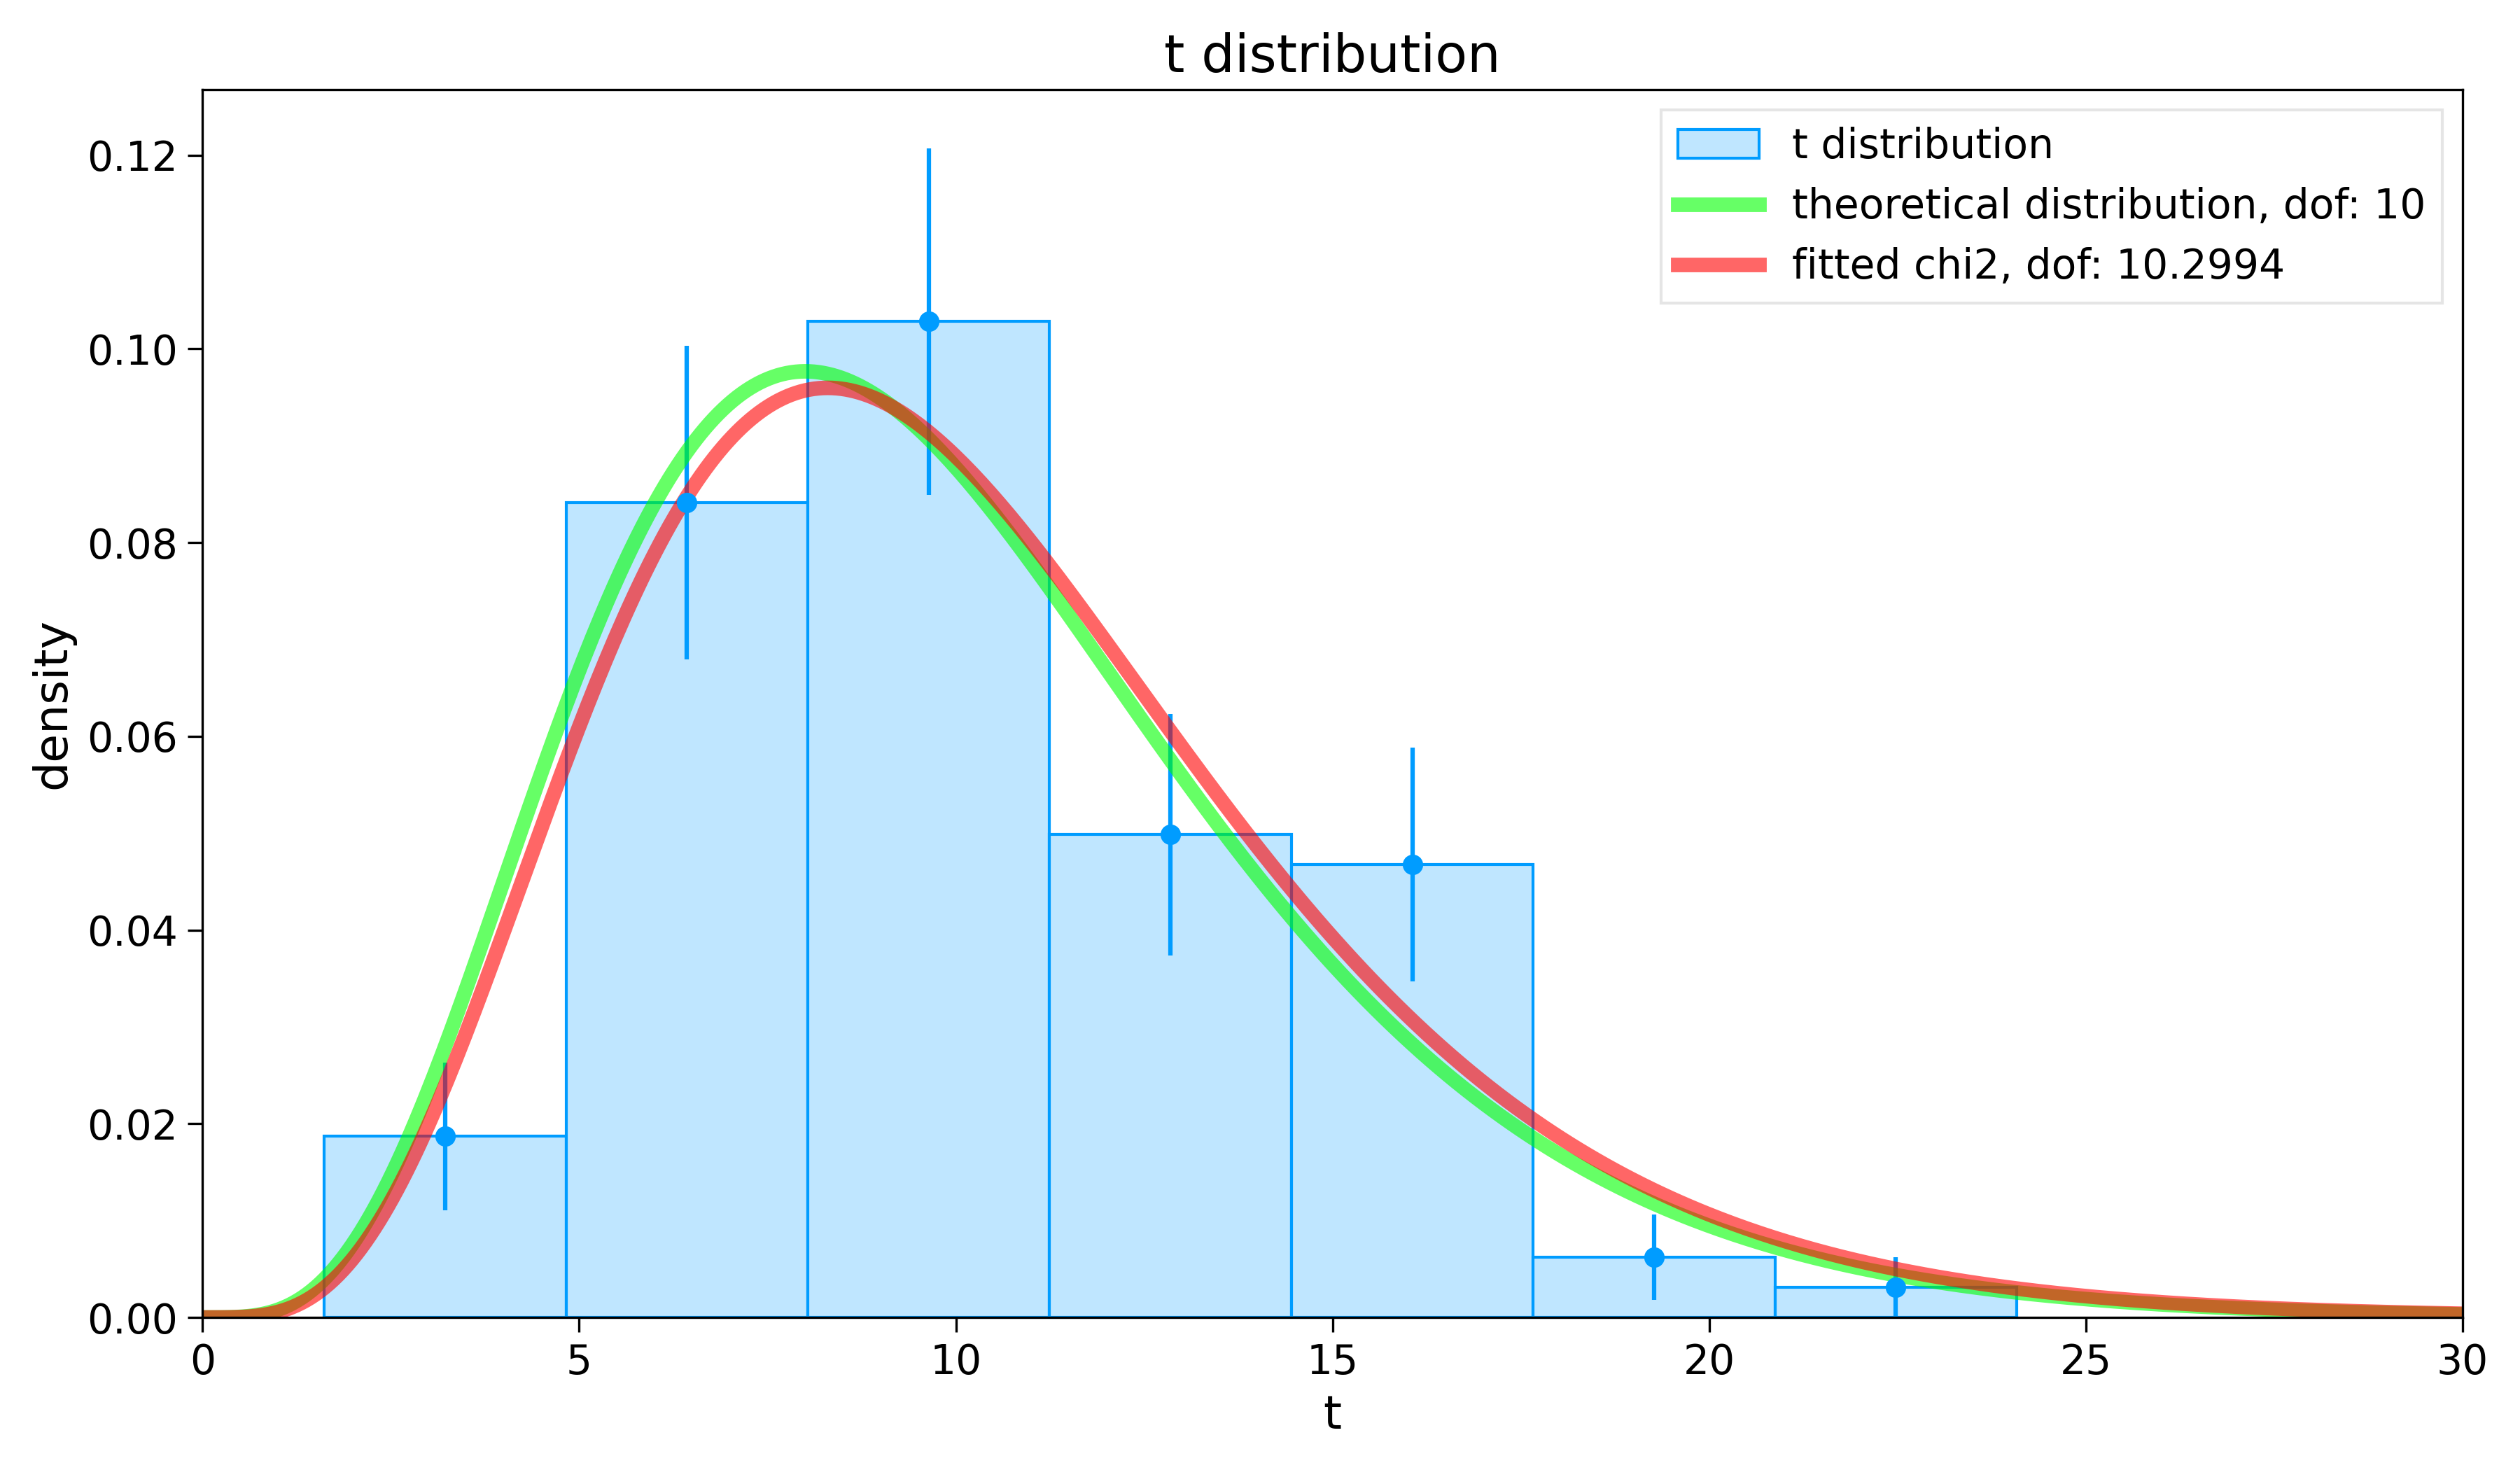 t distribution
t distribution
theoretical distribution, dof: 10
fitted chi2, dof: 10.2994
density
0.12
0.10
0.08
0.06
0.04
0.02
0.00
0 5 10 15 20 25 30
t